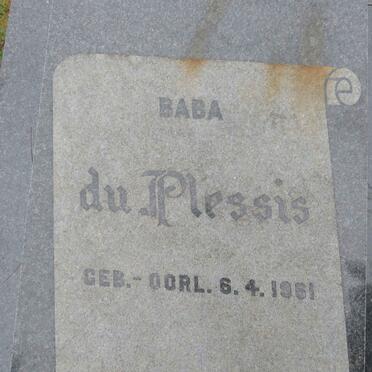 BABA
du Plessis
GEB.-OORL. 6.4.1961
e